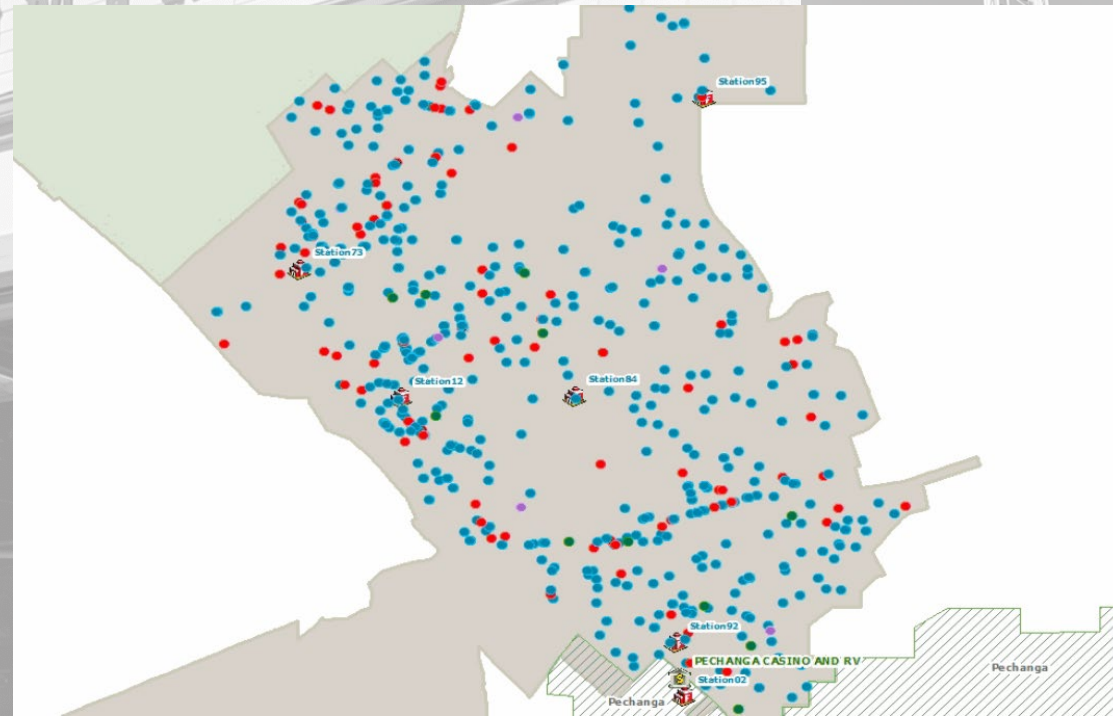 Station95
Station73
Station12
Station84
Station92
PECHANGA CASINO AND RV
Station02
Pechanga
Pechanga